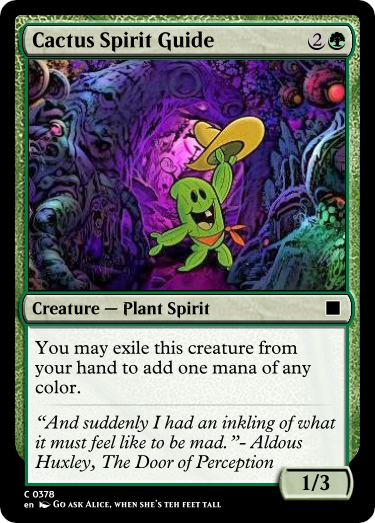 Cactus Spirit Guide 2
Creature — Plant Spirit
You may exile this creature from
your hand to add one mana of any
color.
“And suddenly I had an inkling of what
it must feel like to be mad.”- Aldous
Huxley, The Door of Perception
1/3
C 0378
en Go ask Alice, when she's teh feet tall